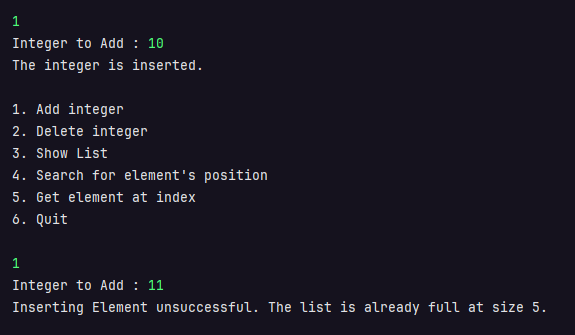 1
Integer to Add : 10
The integer is inserted.
1. Add integer
2. Delete integer
3. Show List
4. Search for element's position
5. Get element at index
6. Quit
1
Integer to Add : 11
Inserting Element unsuccessful. The list is already full at size 5.